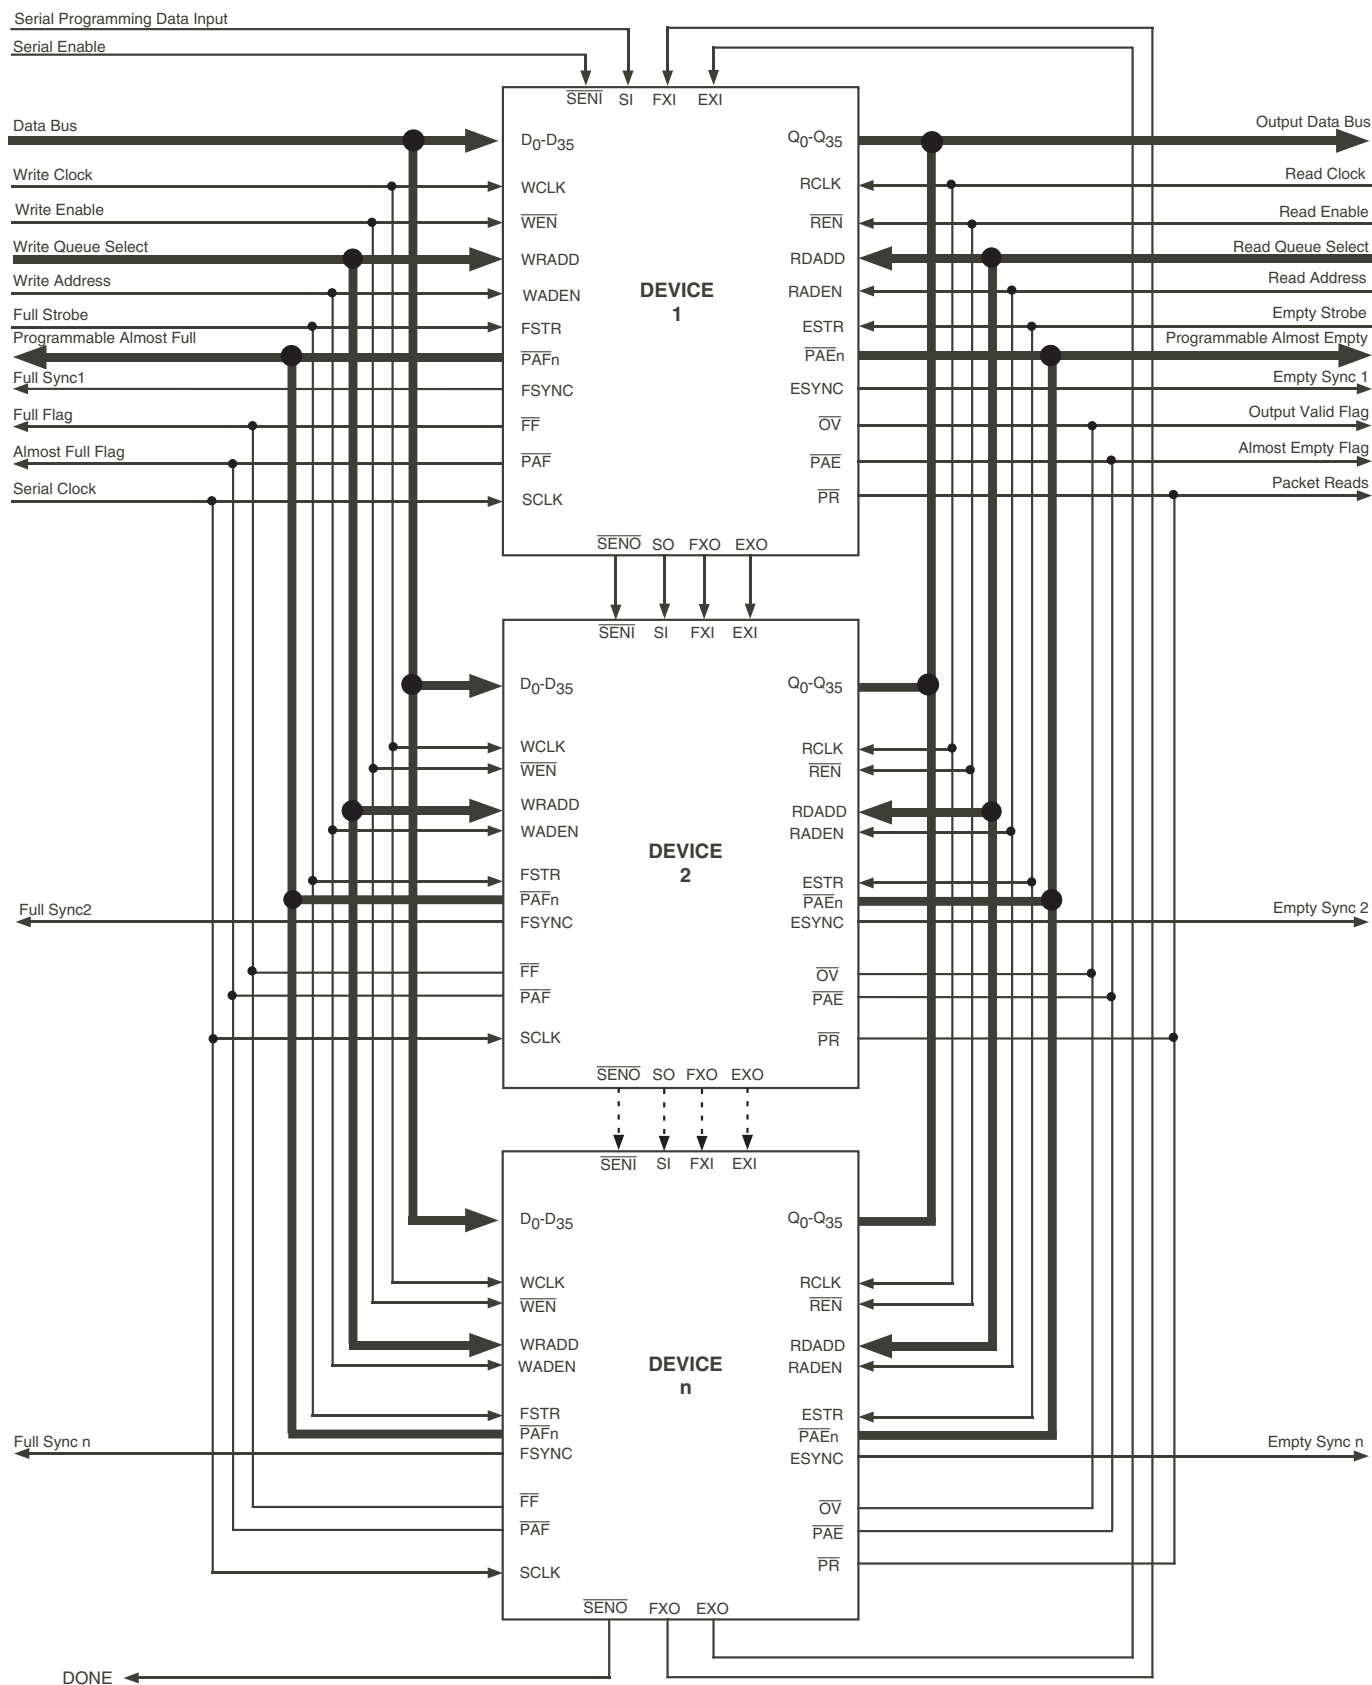 Serial Programming Data Input
Serial Enable
SENI SI FXI EXI
Data Bus
D0-D35
Q0-Q35
Output Data Bus
Write Clock
WCLK
RCLK
Read Clock
Write Enable
WEN
REN
Read Enable
Write Queue Select
WRADD
RDADD
Read Queue Select
Write Address
WADEN
DEVICE
1
RADEN
Read Address
Full Strobe
FSTR
ESTR
Empty Strobe
Programmable Almost Full
PAFn
PAEn
Programmable Almost Empty
Full Sync1
FSYNC
ESYNC
Empty Sync 1
Full Flag
FF
OV
Output Valid Flag
Almost Full Flag
PAF
PAE
Almost Empty Flag
Serial Clock
SCLK
PR
Packet Reads
SENO SO FXO EXO
SENI SI FXI EXI
D0-D35
Q0-Q35
WCLK
RCLK
WEN
REN
WRADD
RDADD
WADEN
RADEN
DEVICE
2
FSTR
ESTR
PAFn
PAEn
Full Sync2
FSYNC
ESYNC
Empty Sync 2
FF
OV
PAF
PAE
SCLK
PR
SENO SO FXO EXO
SENI SI FXI EXI
D0-D35
Q0-Q35
WCLK
RCLK
WEN
REN
WRADD
RDADD
WADEN
RADEN
DEVICE
n
FSTR
ESTR
PAFn
PAEn
Full Sync n
FSYNC
ESYNC
Empty Sync n
FF
OV
PAF
PAE
SCLK
PR
SENO FXO EXO
DONE